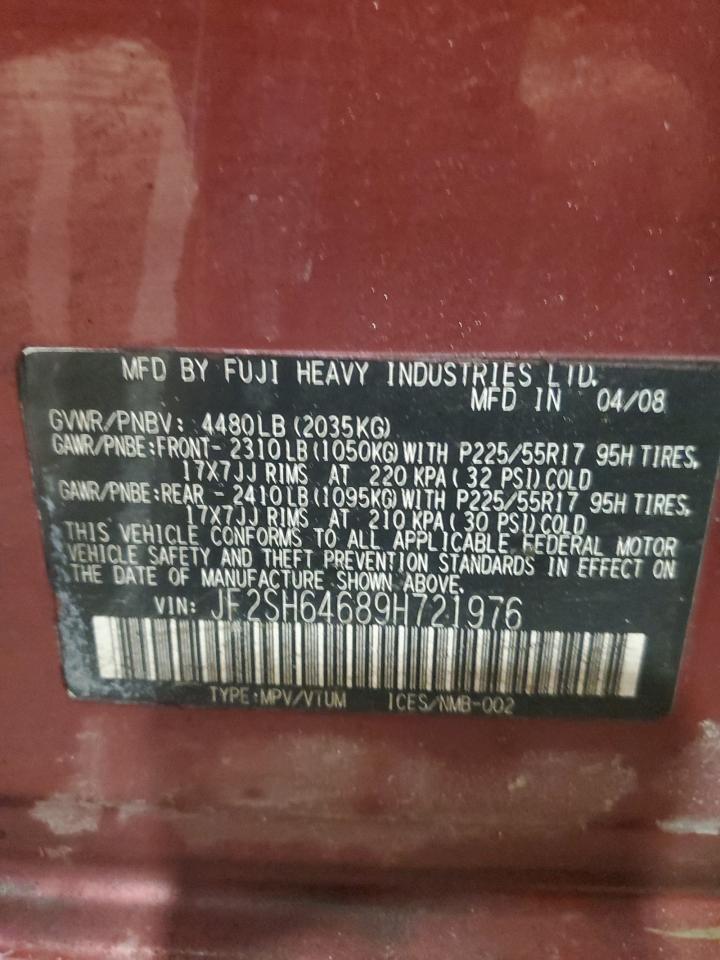 MFD BY FUJI HEAVY INDUSTRIES LTD.
MFD IN 04/08
GVWR/PNBV: 4480LB(2035KG)
GAWR/PNBE:FRONT- 2310LB(1050KG)WITH P225/55R17 95H TIRES,
17X7JJ RIMS AT 220 KPA( 32 PSI)COLD
GAWR/PNBE:REAR - 2410LB(1095KG)WITH P225/55R17 95H TIRES,
17X7JJ RIMS AT 210 KPA( 30 PSI)COLD
THIS VEHICLE CONFORMS TO ALL APPLICABLE FEDERAL MOTOR
VEHICLE SAFETY AND THEFT PREVENTION STANDARDS IN EFFECT ON
THE DATE OF MANUFACTURE SHOWN ABOVE.
VIN: JF2SH64689H721976
TYPE:MPV/VTUM ICES/NMB-002